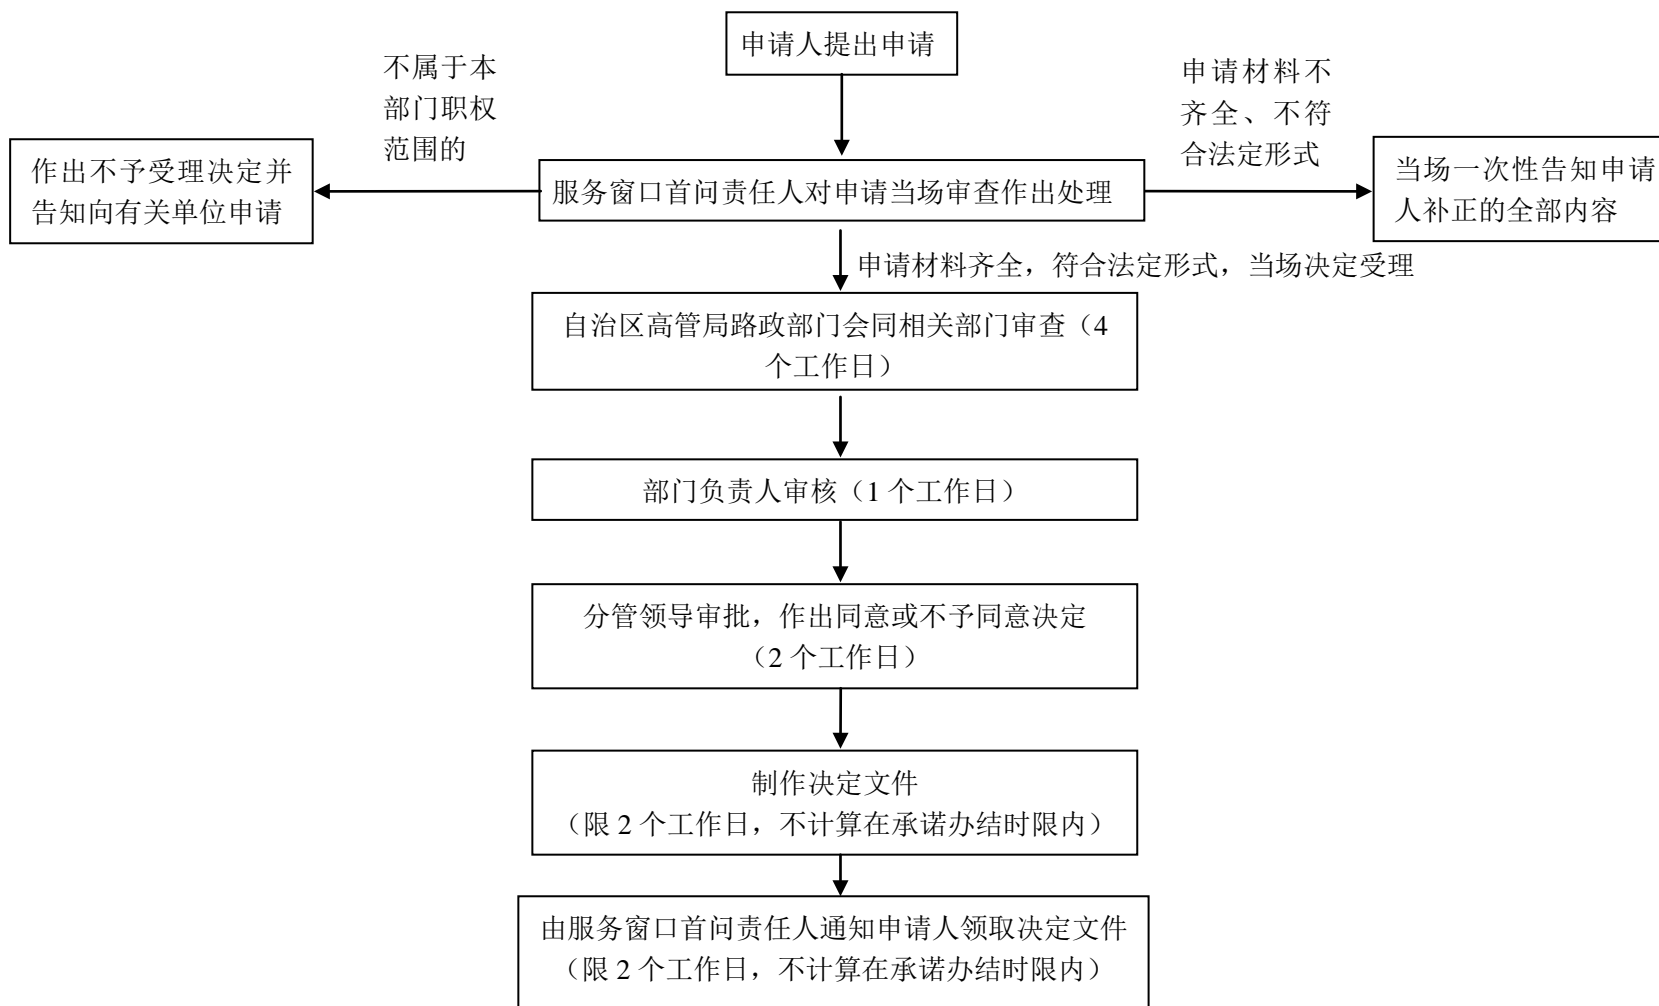 申请人提出申请
不属于本
部门职权
范围的
申请材料不
齐全、不符
合法定形式
作出不予受理决定并
告知向有关单位申请
服务窗口首问责任人对申请当场审查作出处理
当场一次性告知申请
人补正的全部内容
申请材料齐全，符合法定形式，当场决定受理
自治区高管局路政部门会同相关部门审查（4
个工作日）
部门负责人审核（1 个工作日）
分管领导审批，作出同意或不予同意决定
（2 个工作日）
制作决定文件
（限 2 个工作日，不计算在承诺办结时限内）
由服务窗口首问责任人通知申请人领取决定文件
（限 2 个工作日，不计算在承诺办结时限内）